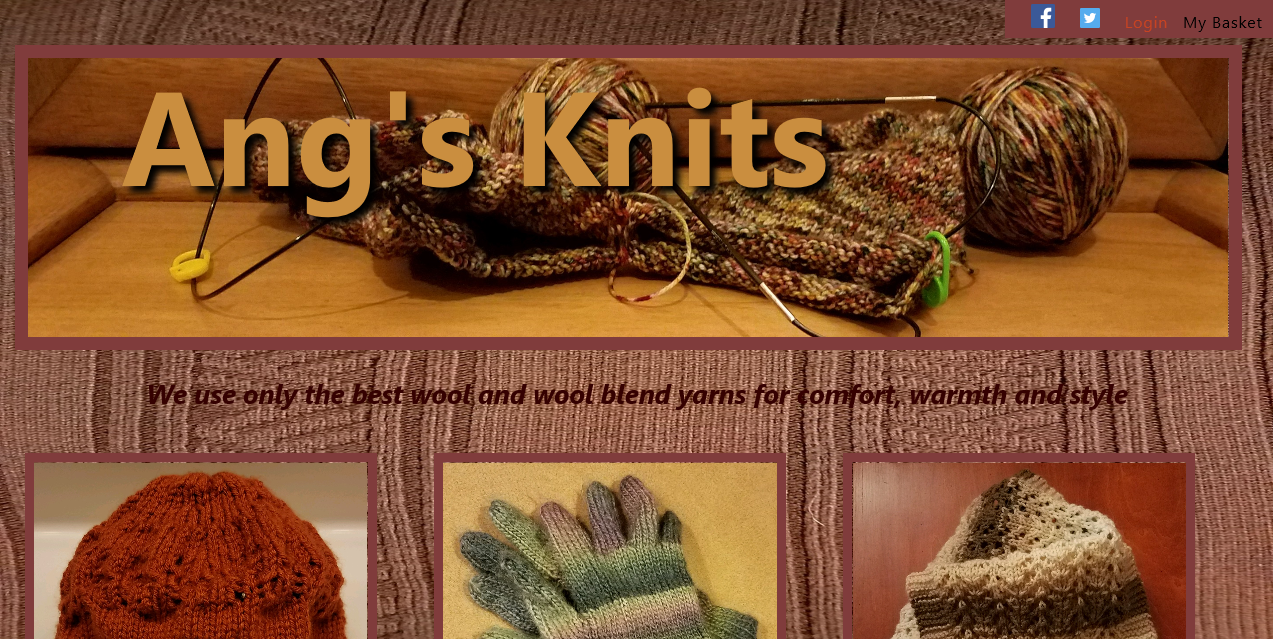 Login My Basket
Ang's Knits
We use only the best wool and wool blend yarns for comfort, warmth and style